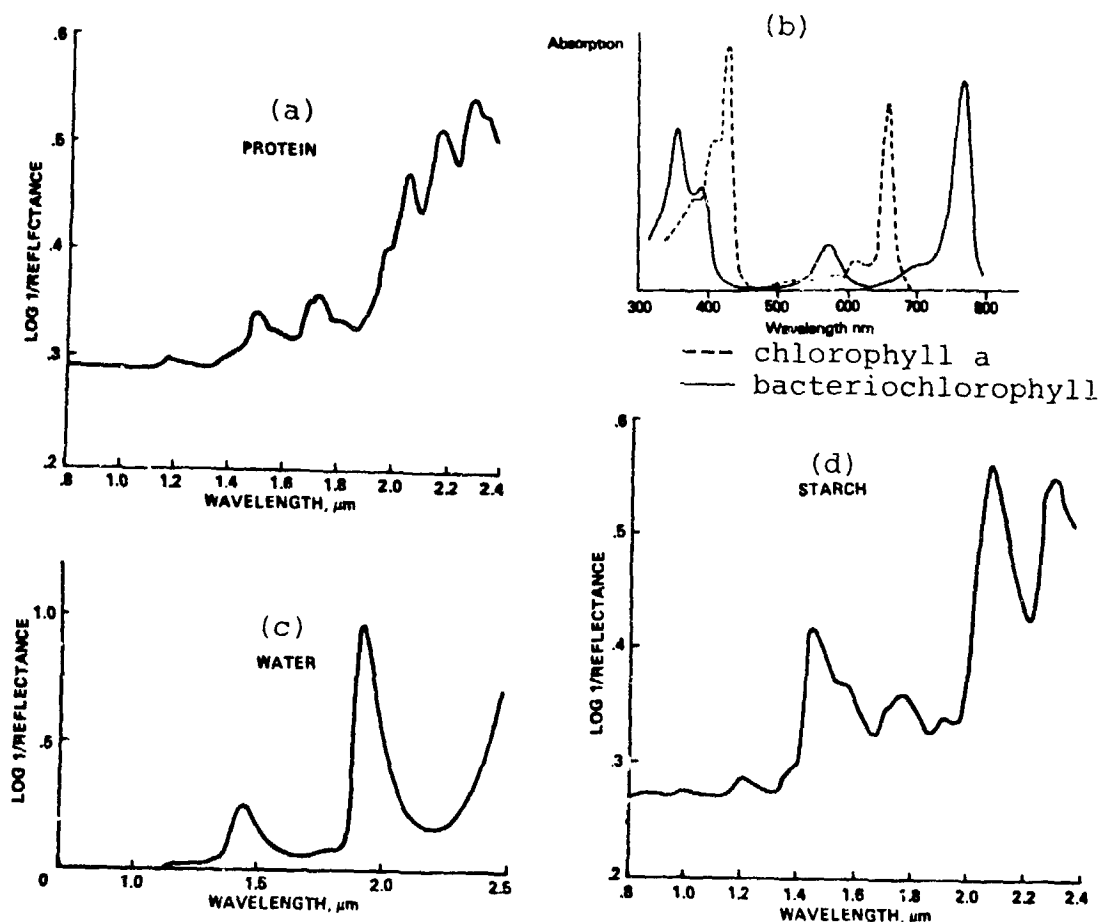 (a)
PROTEIN
LOG 1/REFLFCTANCE
.6
.5
.4
.3
.2
.8 1.0 1.2 1.4 1.6 1.8 2.0 2.2 2.4
WAVELENGTH, µm
(b)
Absorption
300 400 500 600 700 800
Wavelength nm
chlorophyll a
bacteriochlorophyll
(c)
WATER
LOG 1/REFLECTANCE
1.0
.5
0 1.0 1.6 2.0 2.5
WAVELENGTH, µm
(d)
STARCH
LOG 1/REFLECTANCE
.6
.5
.4
.3
.2
.8 1.0 1.2 1.4 1.6 1.8 2.0 2.2 2.4
WAVELENGTH, µm